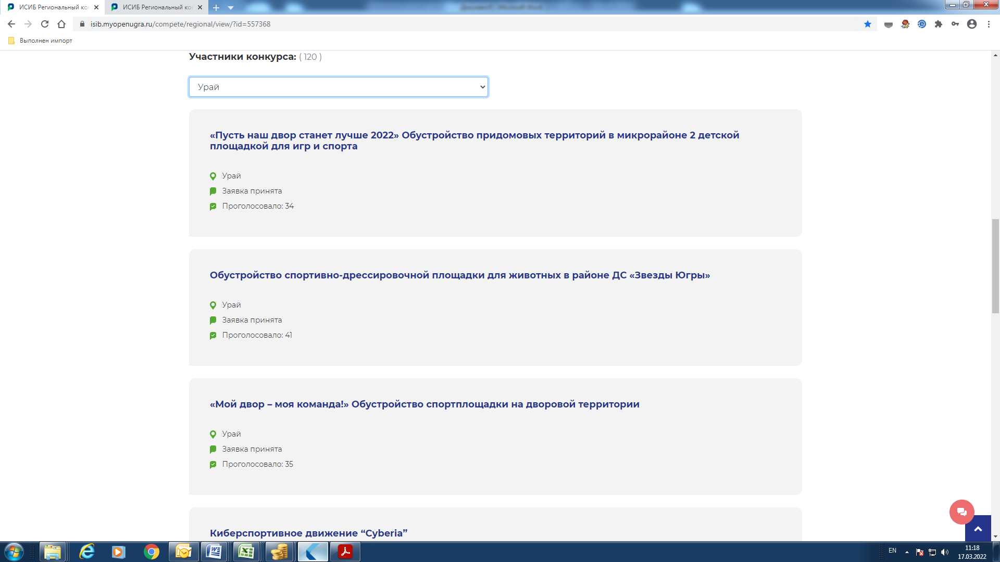 ИСИБ Региональный ко
ИСИБ Региональный ко
isib.myopenugra.ru/compete/regional/view/?id=557368
Выполнен импорт
Участники конкурса: ( 120 )
Урай
«Пусть наш двор станет лучше 2022» Обустройство придомовых территорий в микрорайоне 2 детской
площадкой для игр и спорта
Урай
Заявка принята
Проголосовало: 34
Обустройство спортивно-дрессировочной площадки для животных в районе ДС «Звезды Югры»
Урай
Заявка принята
Проголосовало: 41
«Мой двор – моя команда!» Обустройство спортплощадки на дворовой территории
Урай
Заявка принята
Проголосовало: 35
Киберспортивное движение “Cyberia”
EN
11:18
17.03.2022